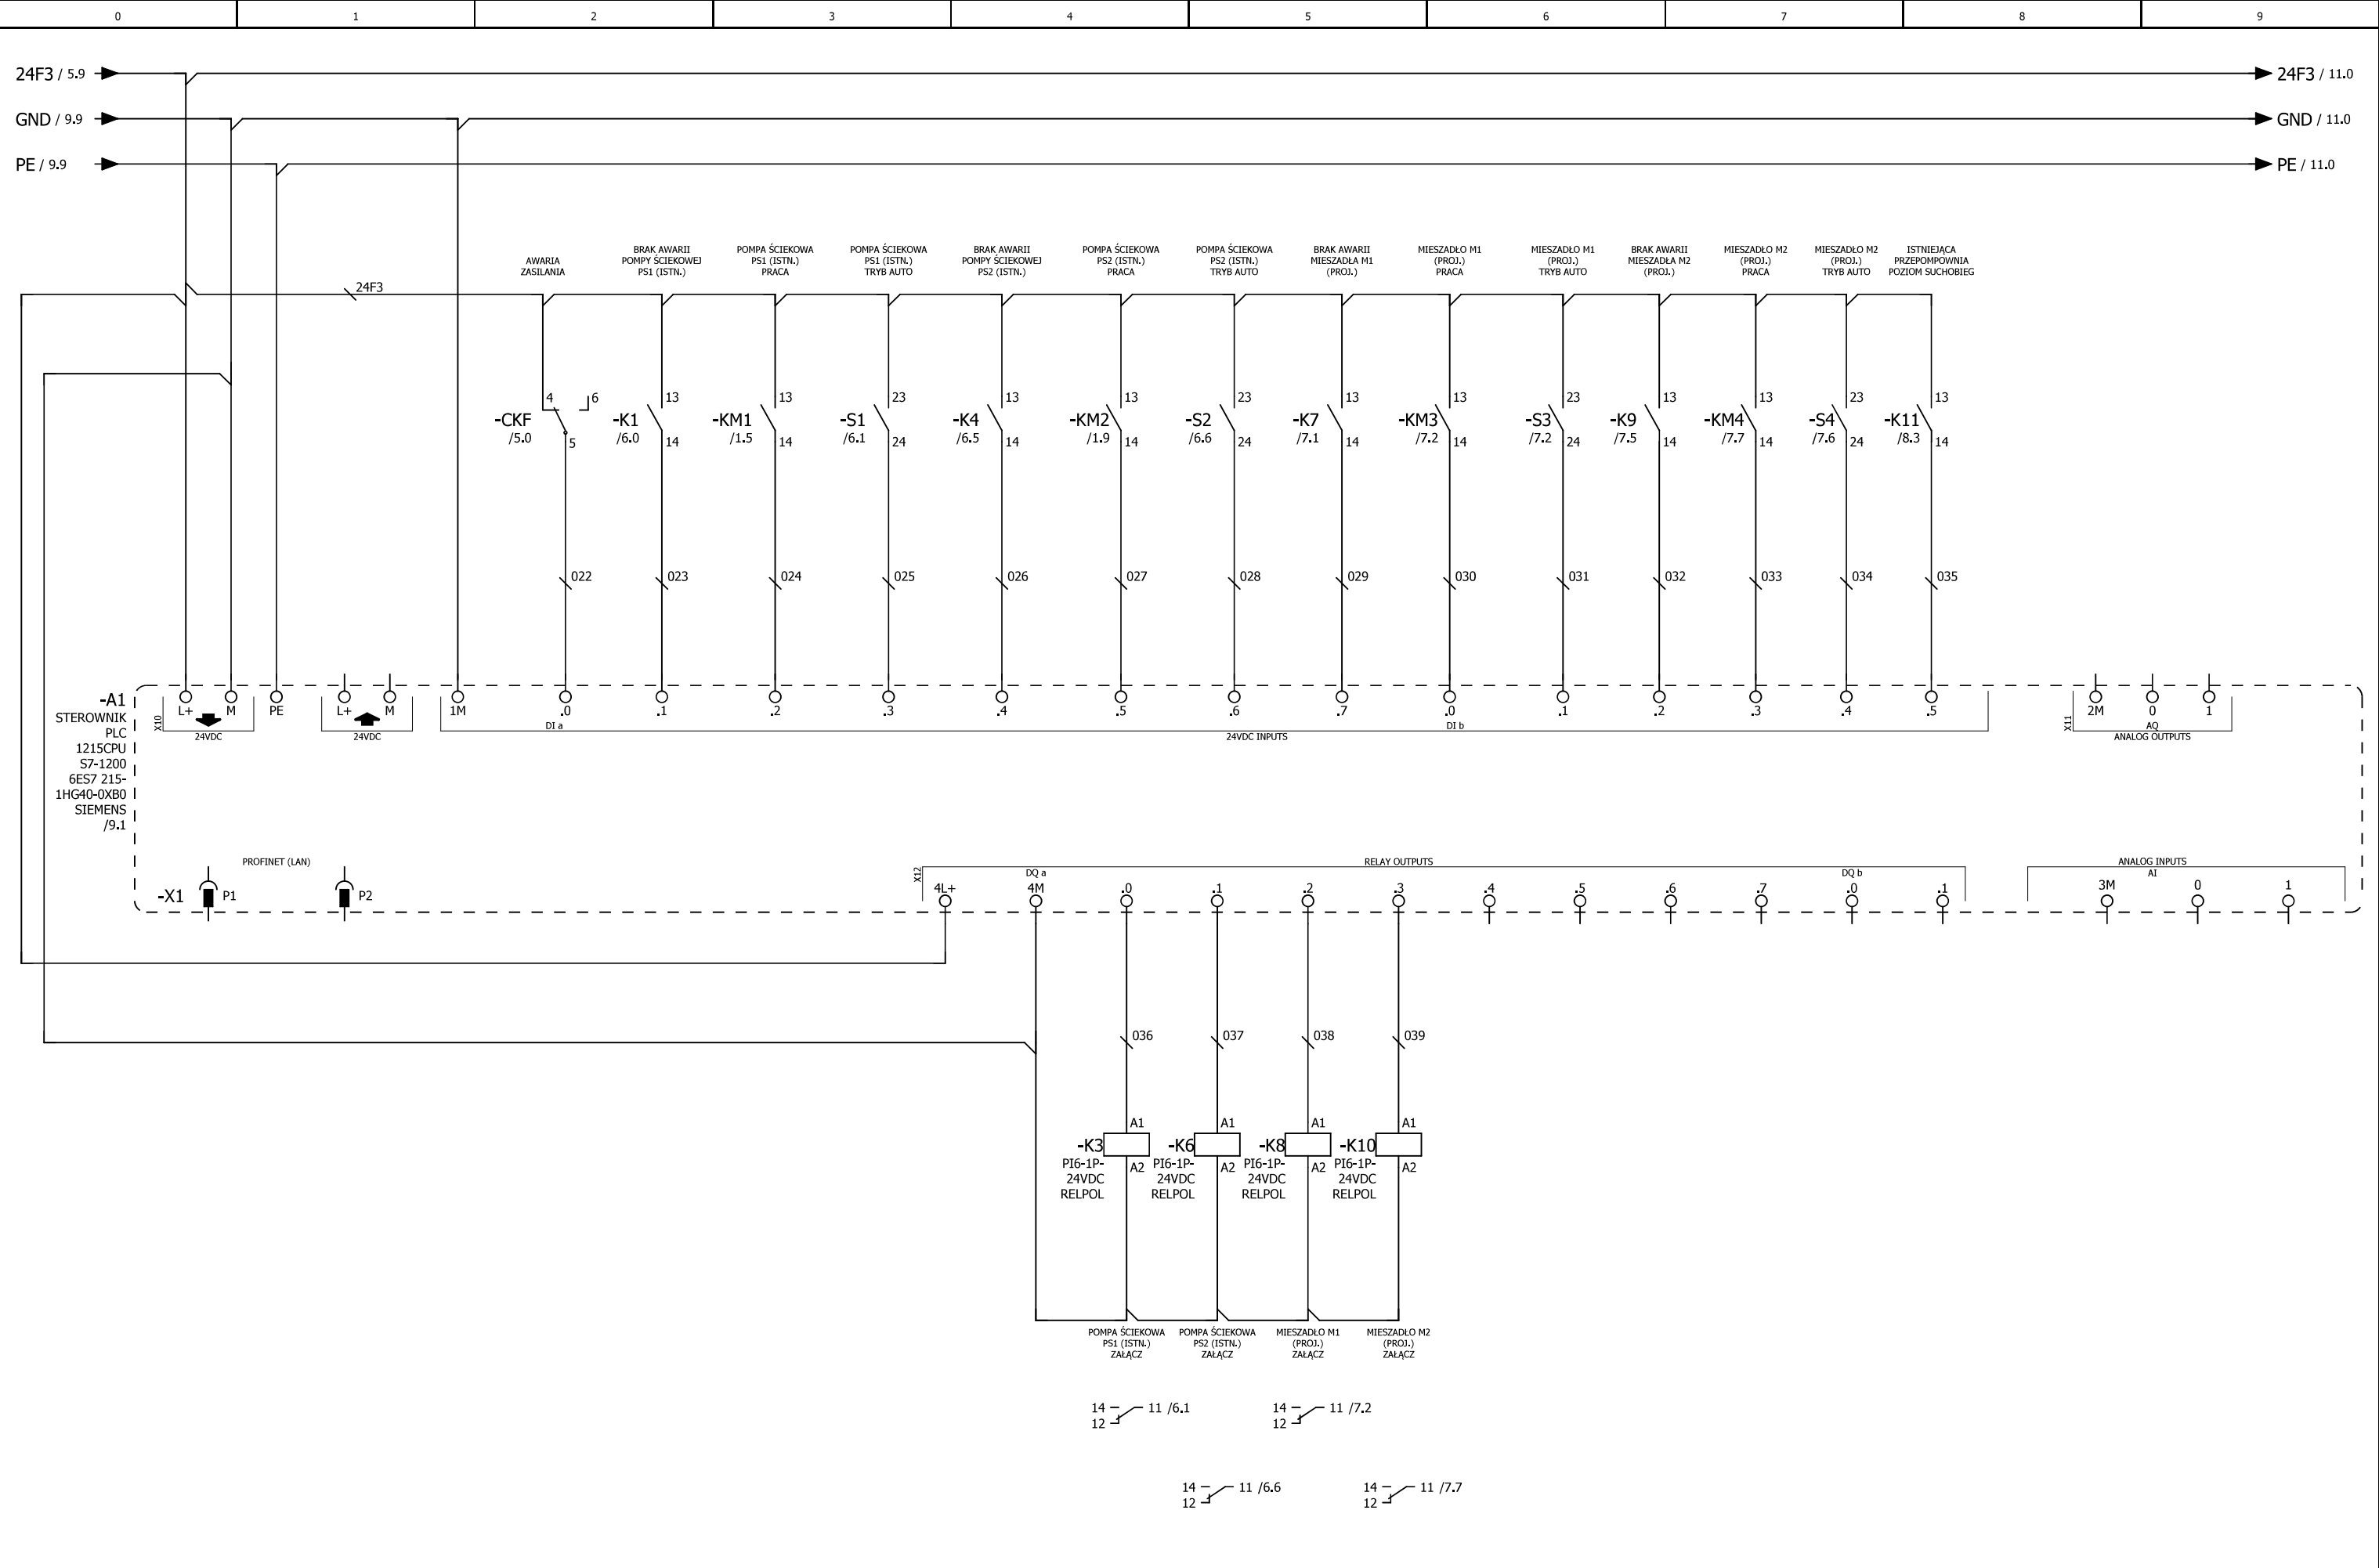 0 1 2 3 4 5 6 7 8 9
24F3 / 5.9
24F3 / 11.0
GND / 9.9
GND / 11.0
PE / 9.9
PE / 11.0
AWARIA
ZASILANIA
BRAK AWARII
POMPY ŚCIEKOWEJ
PS1 (ISTN.)
POMPA ŚCIEKOWA
PS1 (ISTN.)
PRACA
POMPA ŚCIEKOWA
PS1 (ISTN.)
TRYB AUTO
BRAK AWARII
POMPY ŚCIEKOWEJ
PS2 (ISTN.)
POMPA ŚCIEKOWA
PS2 (ISTN.)
PRACA
POMPA ŚCIEKOWA
PS2 (ISTN.)
TRYB AUTO
BRAK AWARII
MIESZADŁA M1
(PROJ.)
MIESZADŁO M1
(PROJ.)
PRACA
MIESZADŁO M1
(PROJ.)
TRYB AUTO
BRAK AWARII
MIESZADŁA M2
(PROJ.)
MIESZADŁO M2
(PROJ.)
PRACA
MIESZADŁO M2
(PROJ.)
TRYB AUTO
ISTNIEJĄCA
PRZEPOMPOWNIA
POZIOM SUCHOBIEG
24F3
-CKF
/5.0
4 6
5
-K1
/6.0
13
14
-KM1
/1.5
13
14
-S1
/6.1
23
24
-K4
/6.5
13
14
-KM2
/1.9
13
14
-S2
/6.6
23
24
-K7
/7.1
13
14
-KM3
/7.2
13
14
-S3
/7.2
23
24
-K9
/7.5
13
14
-KM4
/7.7
13
14
-S4
/7.6
23
24
-K11
/8.3
13
14
022 023 024 025 026 027 028 029 030 031 032 033 034 035
-A1
STEROWNIK
PLC
1215CPU
S7-1200
6ES7 215-
1HG40-0XB0
SIEMENS
/9.1
X10
L+ M PE L+ M 1M .0 .1 .2 .3 .4 .5 .6 .7 .0 .1 .2 .3 .4 .5
24VDC
24VDC
DI a
DI b
24VDC INPUTS
X11
2M 0 1
AQ
ANALOG OUTPUTS
PROFINET (LAN)
-X1
P1
P2
RELAY OUTPUTS
X12
DQ a
DQ b
4L+ 4M .0 .1 .2 .3 .4 .5 .6 .7 .0 .1
ANALOG INPUTS
AI
3M 0 1
036 037 038 039
-K3
PI6-1P-
24VDC
RELPOL
A1
A2
-K6
PI6-1P-
24VDC
RELPOL
A1
A2
-K8
PI6-1P-
24VDC
RELPOL
A1
A2
-K10
PI6-1P-
24VDC
RELPOL
A1
A2
POMPA ŚCIEKOWA
PS1 (ISTN.)
ZAŁĄCZ
POMPA ŚCIEKOWA
PS2 (ISTN.)
ZAŁĄCZ
MIESZADŁO M1
(PROJ.)
ZAŁĄCZ
MIESZADŁO M2
(PROJ.)
ZAŁĄCZ
14 11 /6.1
12
14 11 /7.2
12
14 11 /6.6
12
14 11 /7.7
12